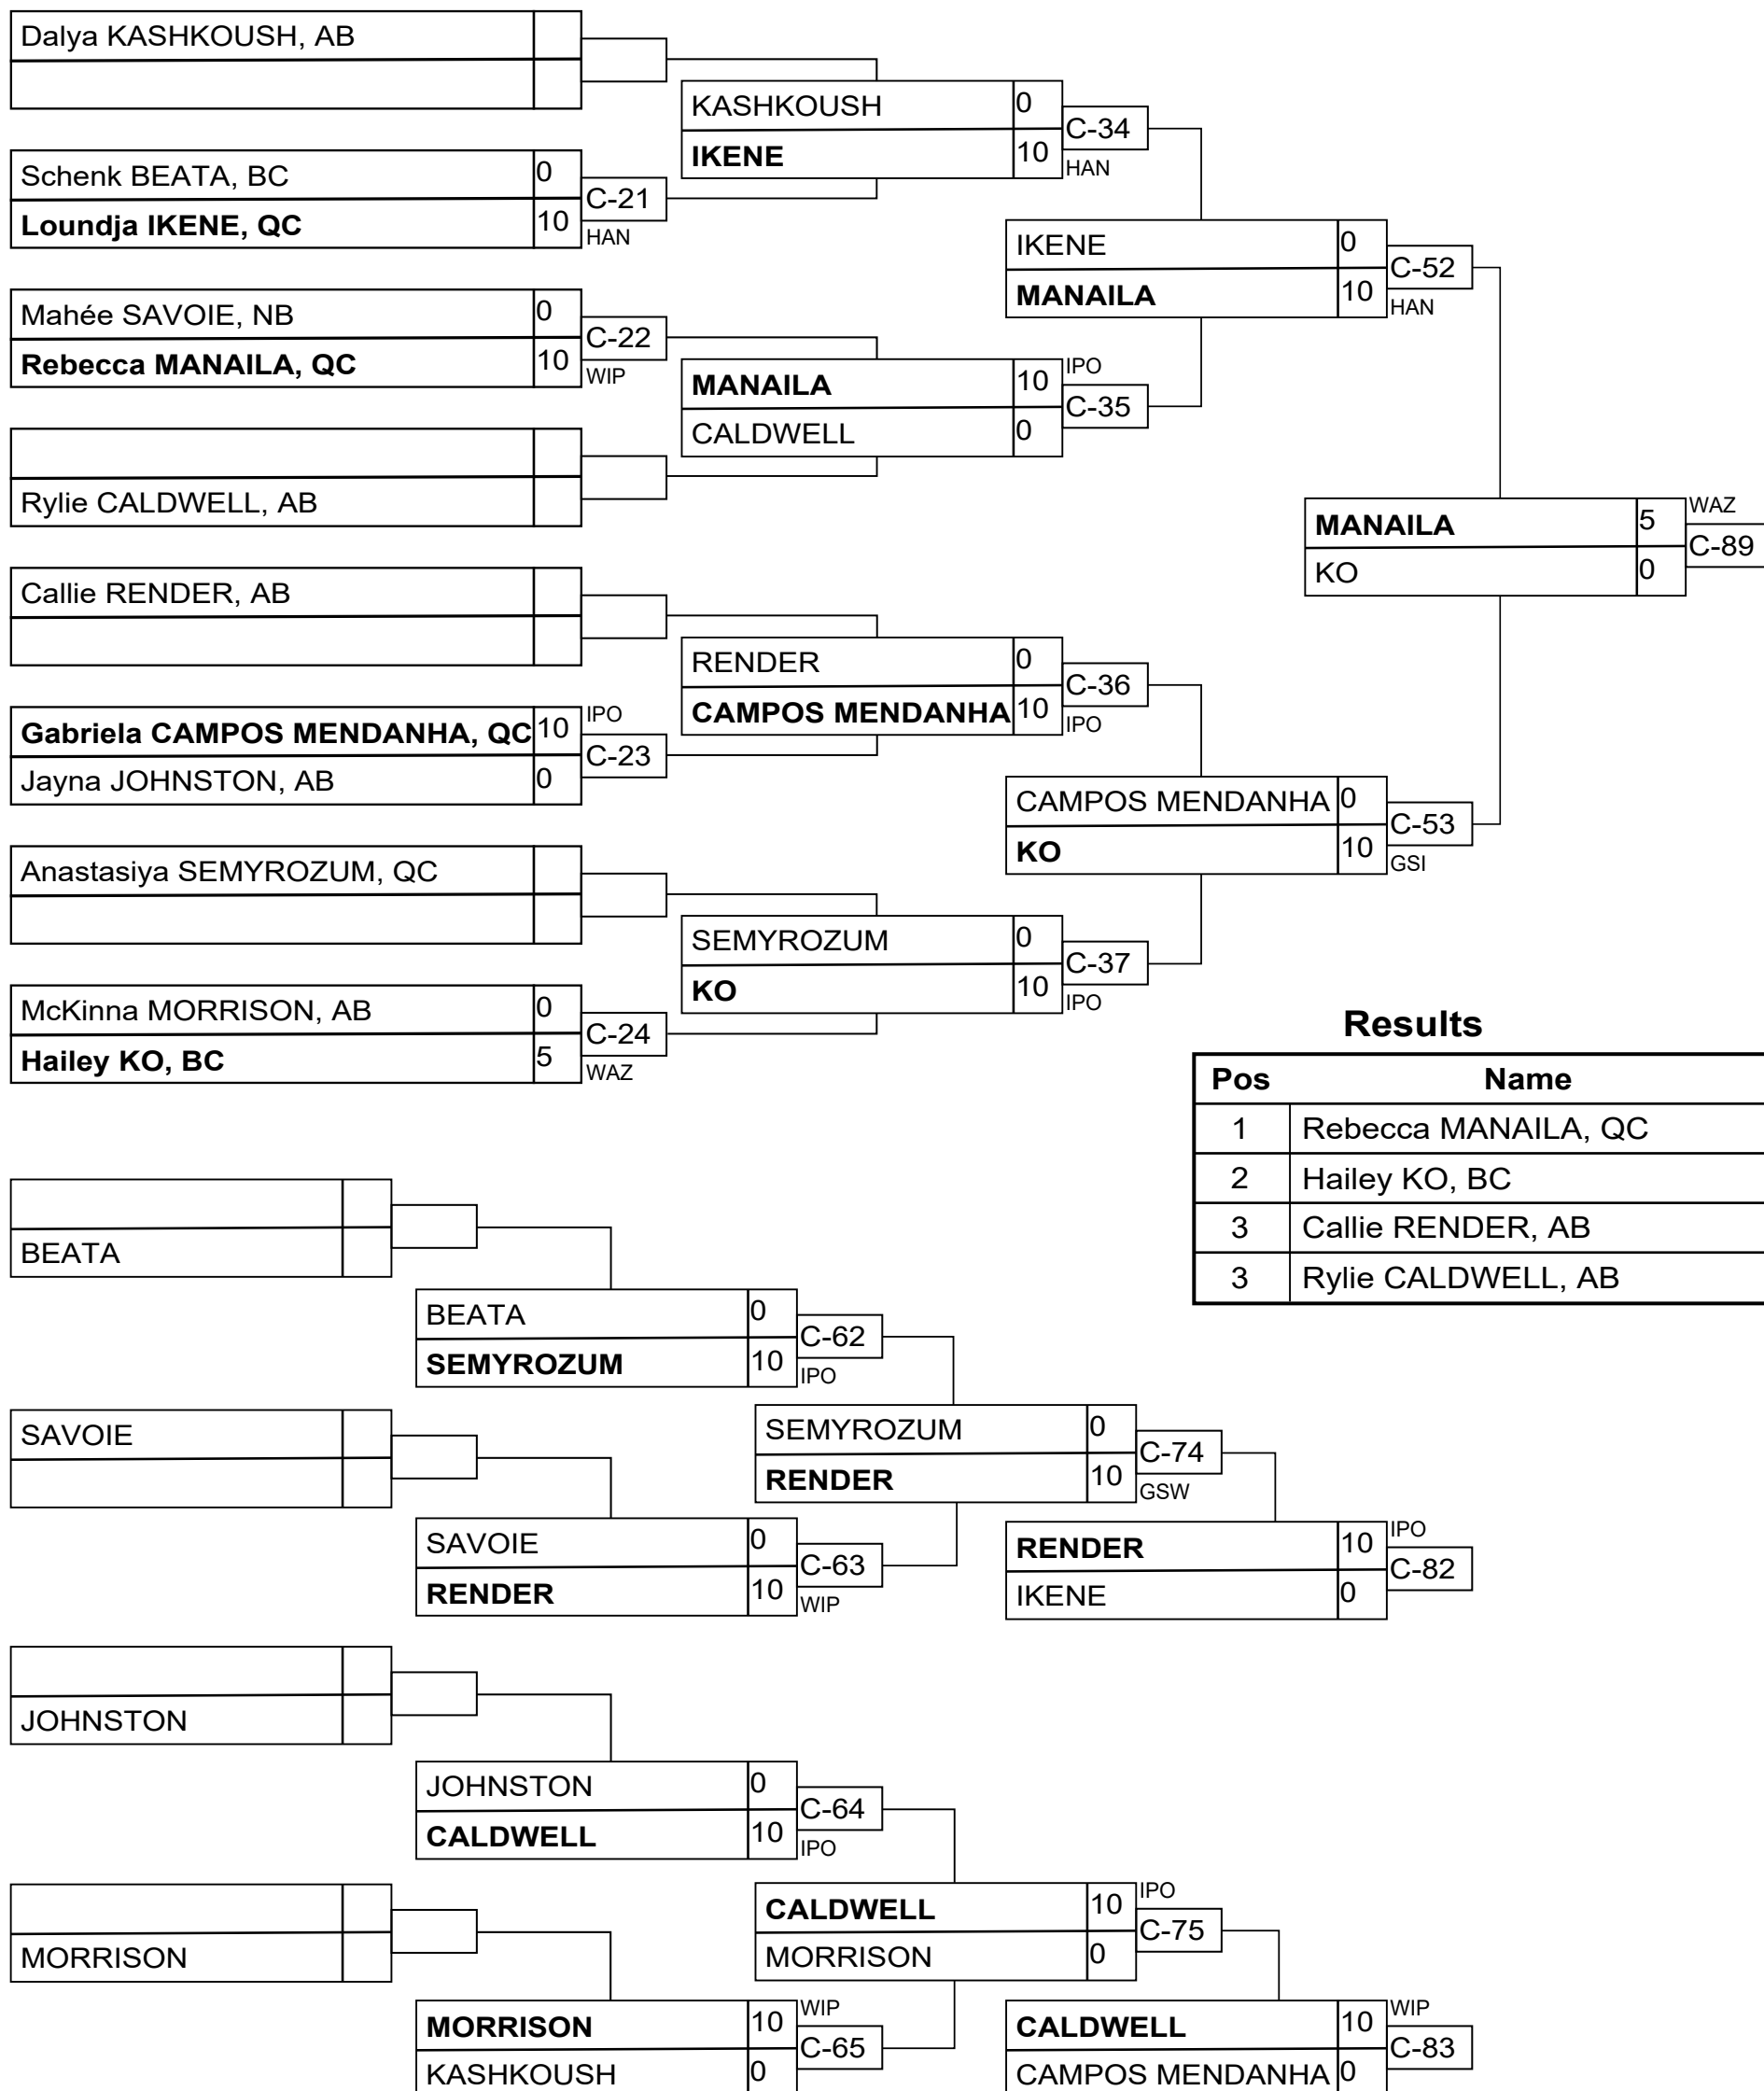 Dalya KASHKOUSH, AB
KASHKOUSH 0
C-34
IKENE 10
HAN
Schenk BEATA, BC 0
C-21
Loundja IKENE, QC 10
HAN
IKENE 0
C-52
MANAILA 10
HAN
Mahée SAVOIE, NB 0
C-22
Rebecca MANAILA, QC 10
WIP
MANAILA 10
IPO
C-35
CALDWELL 0
Rylie CALDWELL, AB
MANAILA 5
WAZ
C-89
KO 0
Callie RENDER, AB
RENDER 0
C-36
CAMPOS MENDANHA 10
IPO
Gabriela CAMPOS MENDANHA, QC 10
IPO
C-23
Jayna JOHNSTON, AB 0
CAMPOS MENDANHA 0
C-53
KO 10
GSI
Anastasiya SEMYROZUM, QC
SEMYROZUM 0
C-37
KO 10
IPO
McKinna MORRISON, AB 0
C-24
Hailey KO, BC 5
WAZ
Results
Pos Name
1 Rebecca MANAILA, QC
2 Hailey KO, BC
3 Callie RENDER, AB
3 Rylie CALDWELL, AB
BEATA
BEATA 0
C-62
SEMYROZUM 10
IPO
SAVOIE
SEMYROZUM 0
C-74
RENDER 10
GSW
SAVOIE 0
C-63
RENDER 10
WIP
RENDER 10
IPO
C-82
IKENE 0
JOHNSTON
JOHNSTON 0
C-64
CALDWELL 10
IPO
CALDWELL 10
IPO
C-75
MORRISON 0
MORRISON
MORRISON 10
WIP
C-65
KASHKOUSH 0
CALDWELL 10
WIP
C-83
CAMPOS MENDANHA 0